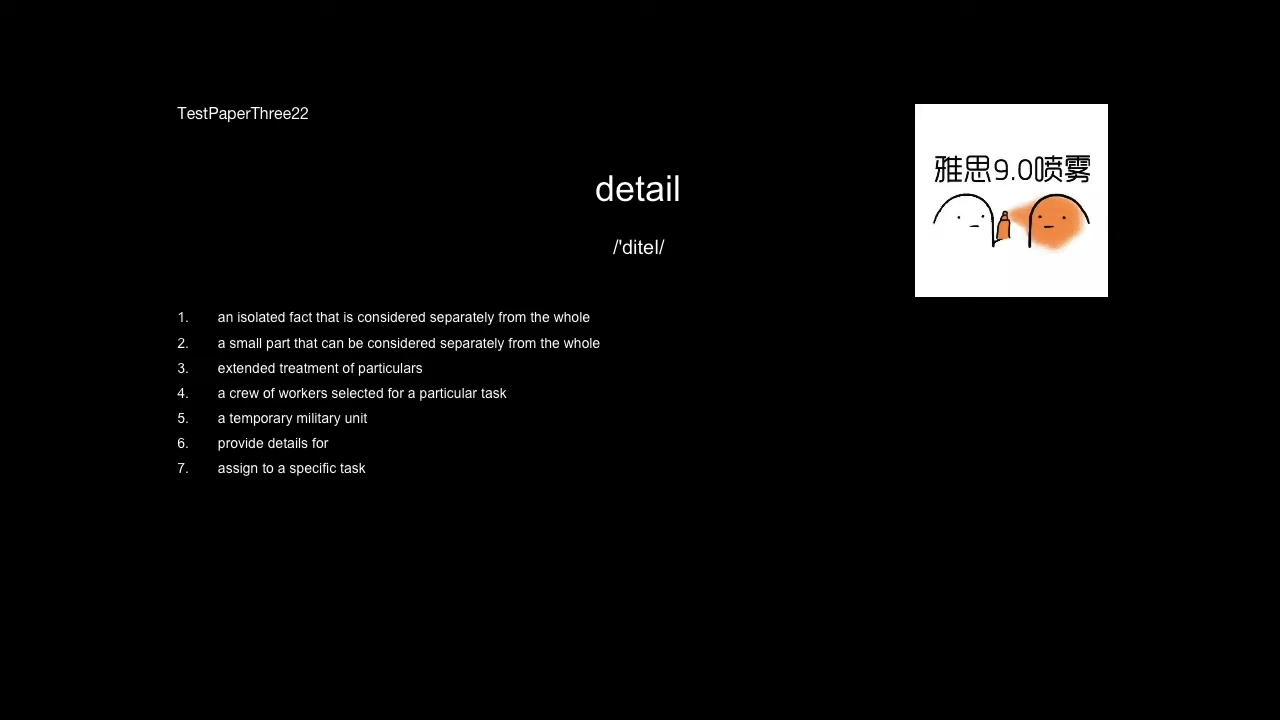 TestPaperThree22
雅思9.0喷雾
detail
/'ditel/
1. an isolated fact that is considered separately from the whole
2. a small part that can be considered separately from the whole
3. extended treatment of particulars
4. a crew of workers selected for a particular task
5. a temporary military unit
6. provide details for
7. assign to a specific task